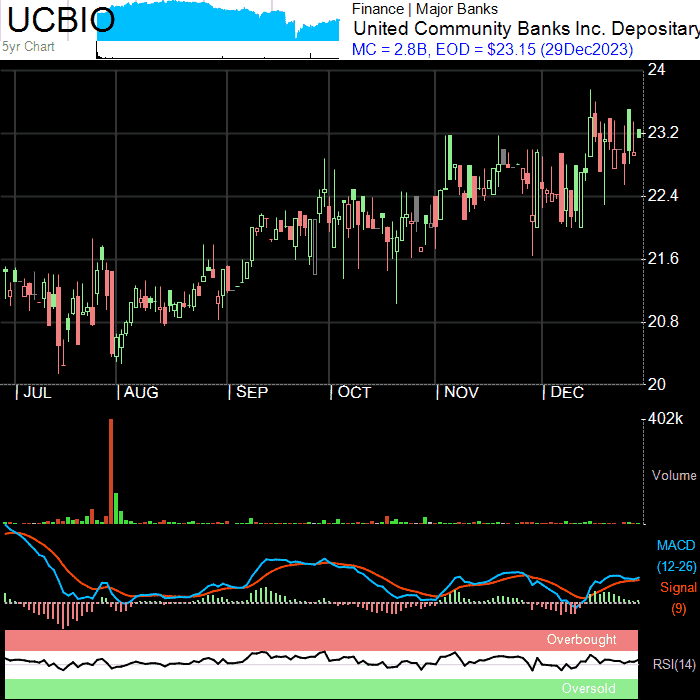 UCBIO
5yr Chart
Finance | Major Banks
United Community Banks Inc. Depositary
MC = 2.8B, EOD = $23.15 (29Dec2023)
24
23.2
22.4
21.6
20.8
20
JUL AUG SEP OCT NOV DEC
402k
Volume
MACD
(12-26)
Signal
(9)
Overbought
RSI(14)
Oversold